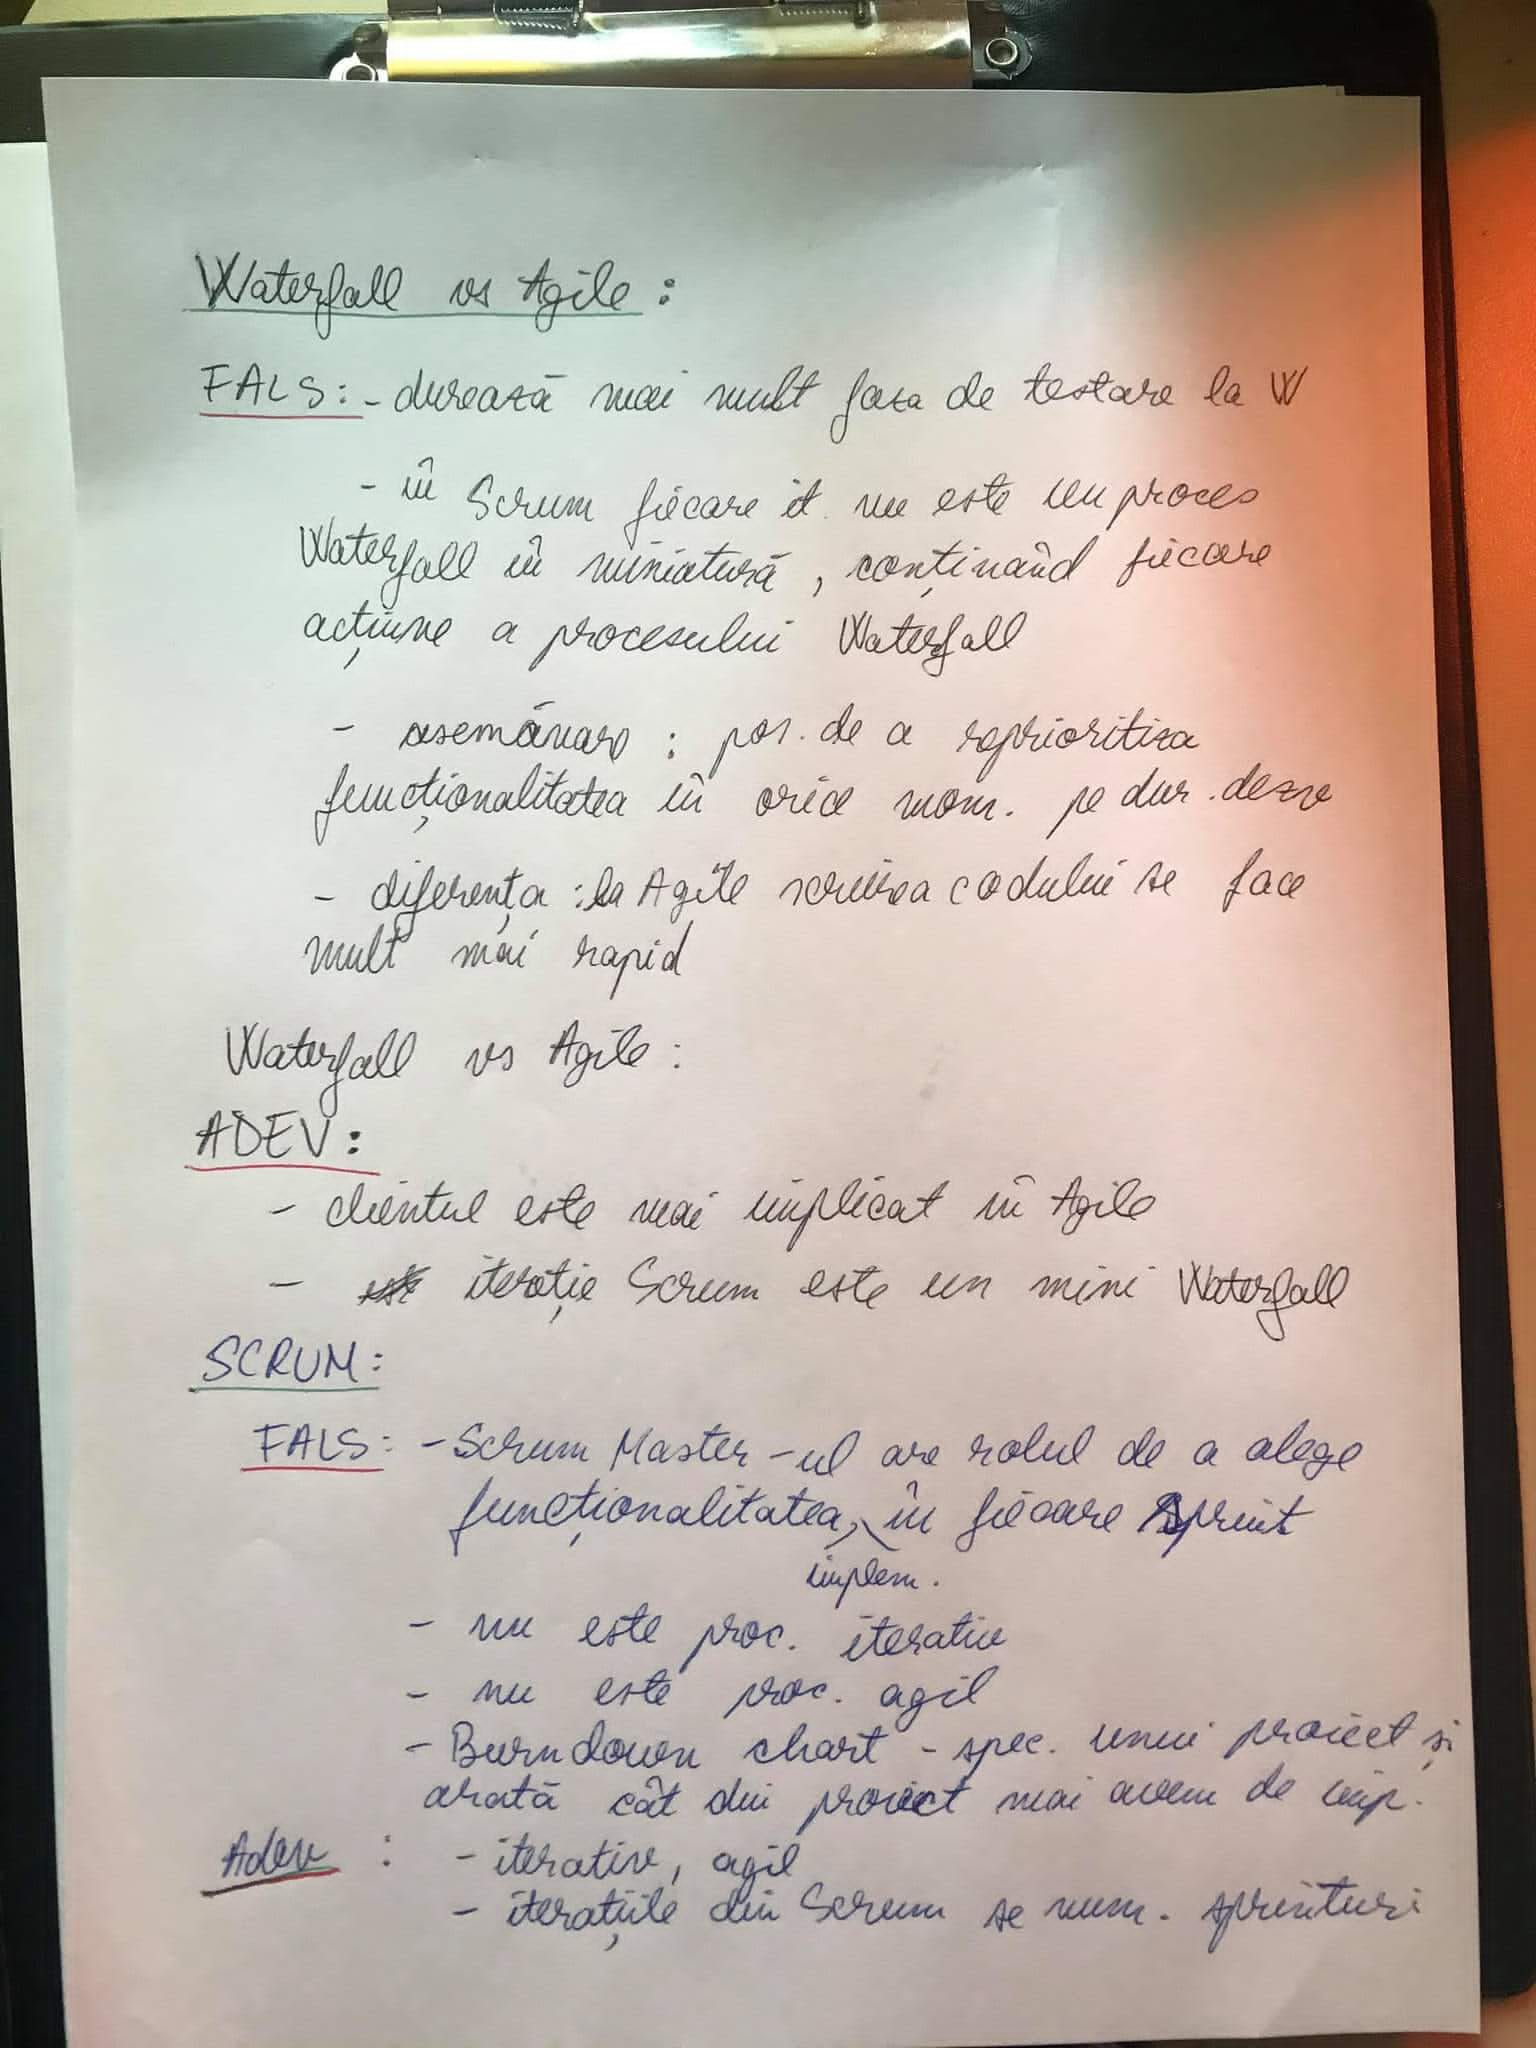 Waterfall vs Agile :
FALS : - durează mai mult faza de testare la W
- în Scrum fiecare it. nu este un proces
Waterfall în miniatură, conținând fiecare
acțiune a procesului Waterfall
- asemănare : pos. de a reprioritiza
funcționalitatea în orice mom. pe dur. dezv
- diferența : la Agile scrierea codului se face
mult mai rapid
Waterfall vs Agile :
ADEV :
- clientul este mai implicat în Agile
- iterație Scrum este un mini Waterfall
SCRUM :
FALS : - Scrum Master-ul are rolul de a alege
funcționalitatea, în fiecare Sprint
implem.
- nu este proc. iterativ
- nu este proc. agil
- Burndown chart - spec. unui proiect și
arată cât din proiect mai avem de imp.
Adev : - iterativ, agil
- iterațiile din Scrum se num. sprinturi